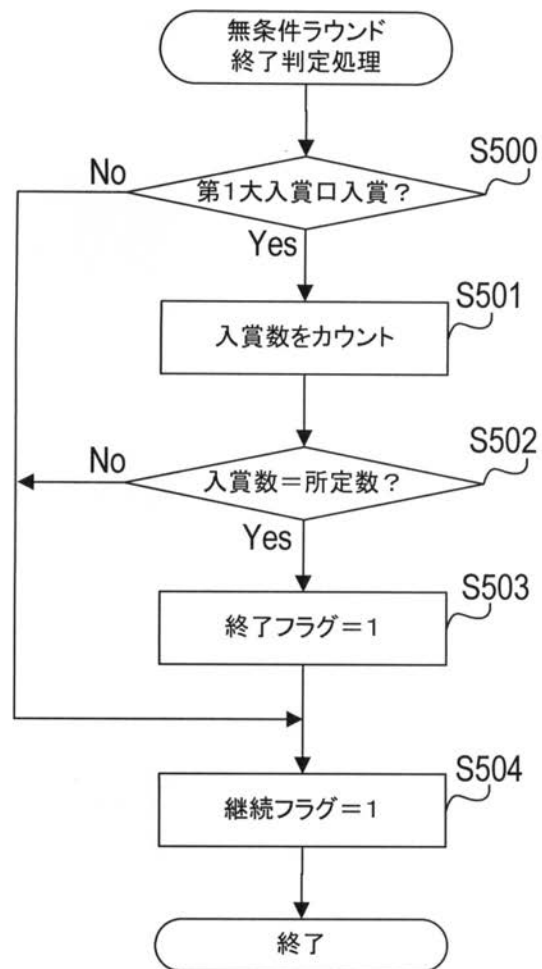 無条件ラウンド
終了判定処理
S500
No
第1大入賞口入賞?
Yes
S501
入賞数をカウント
S502
No
入賞数=所定数?
Yes
S503
終了フラグ=1
S504
継続フラグ=1
終了